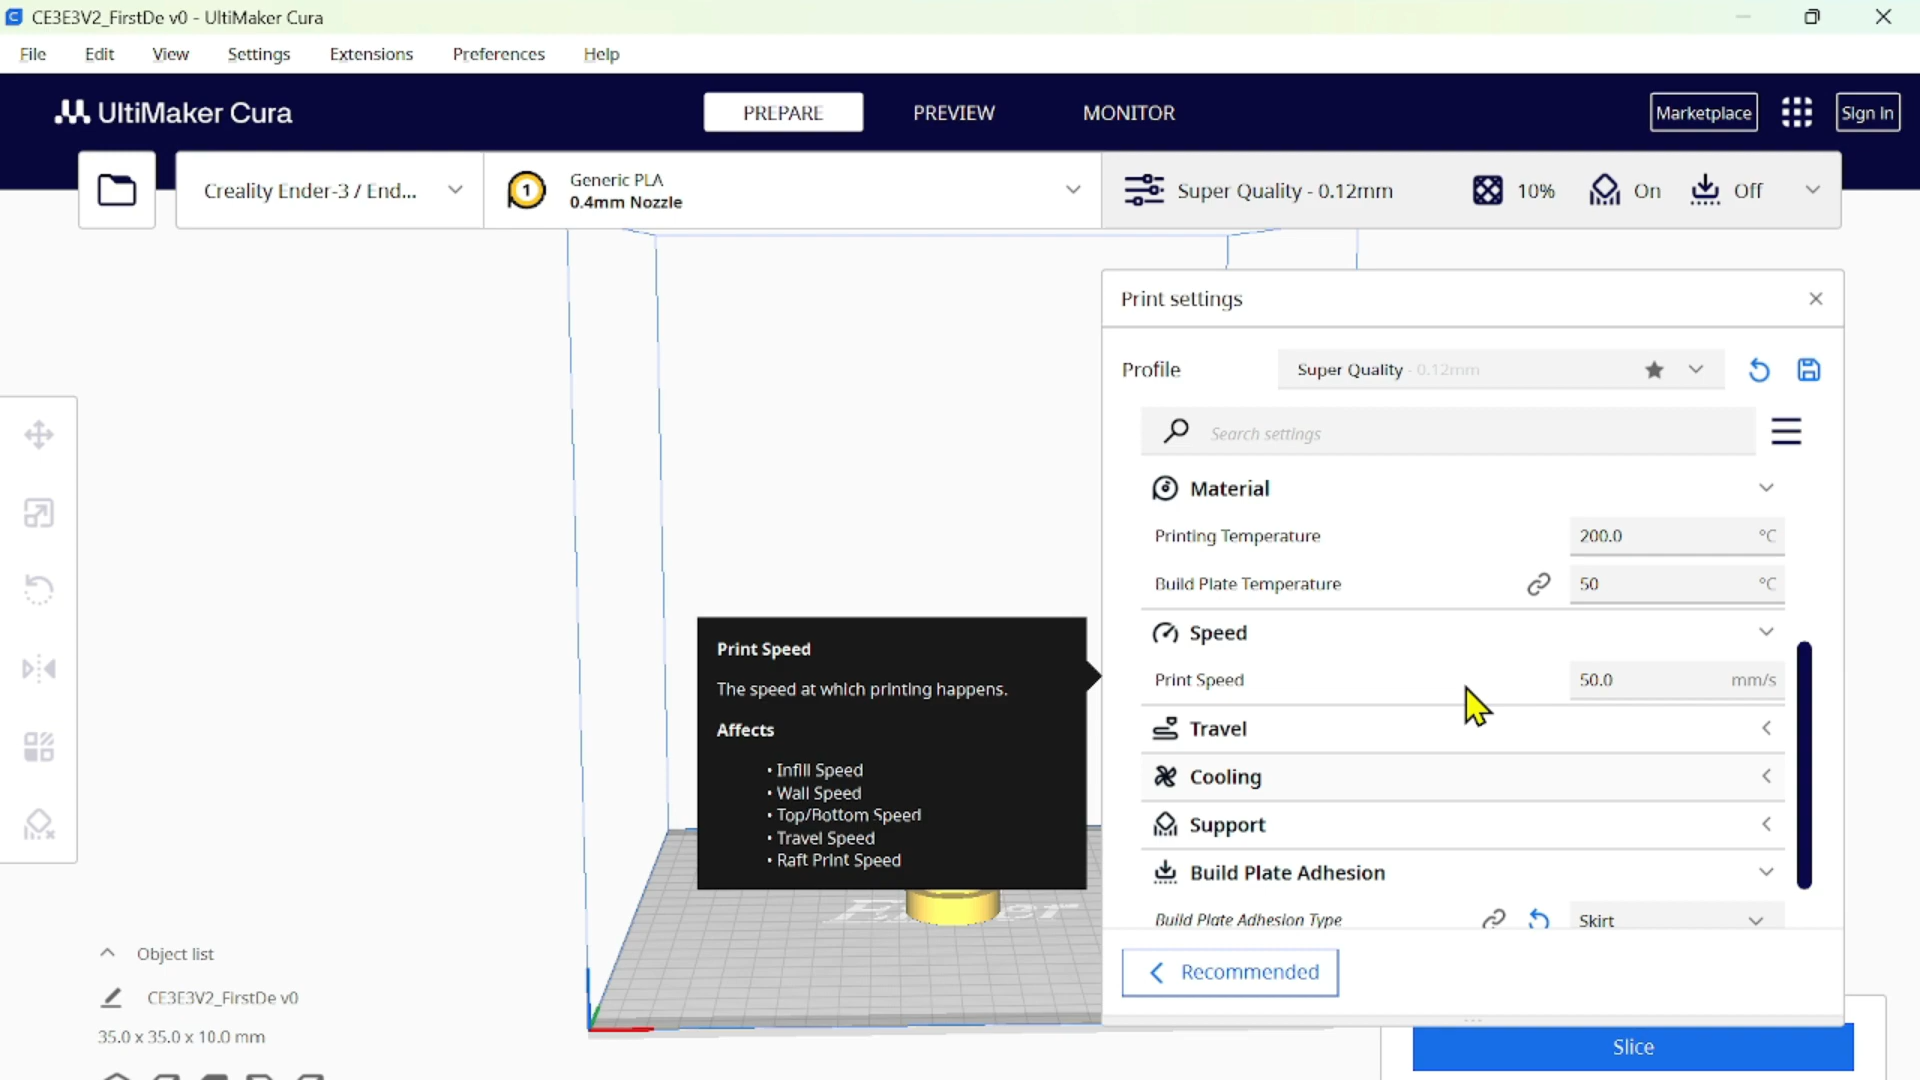 CE3E3V2_FirstDe v0 - UltiMaker Cura
File Edit View Settings Extensions Preferences Help
UltiMaker Cura PREPARE PREVIEW MONITOR Marketplace Sign In
Creality Ender-3 / End...
1
Generic PLA
0.4mm Nozzle
Super Quality - 0.12mm 10% On Off
Print settings
Profile Super Quality - 0.12mm
Search settings
Material
Printing Temperature 200.0 °C
Build Plate Temperature 50 °C
Speed
Print Speed 50.0 mm/s
Travel
Cooling
Support
Build Plate Adhesion
Build Plate Adhesion Type Skirt
Recommended
Slice
Print Speed
The speed at which printing happens.
Affects
• Infill Speed
• Wall Speed
• Top/Bottom Speed
• Travel Speed
• Raft Print Speed
Object list
CE3E3V2_FirstDe v0
35.0 x 35.0 x 10.0 mm